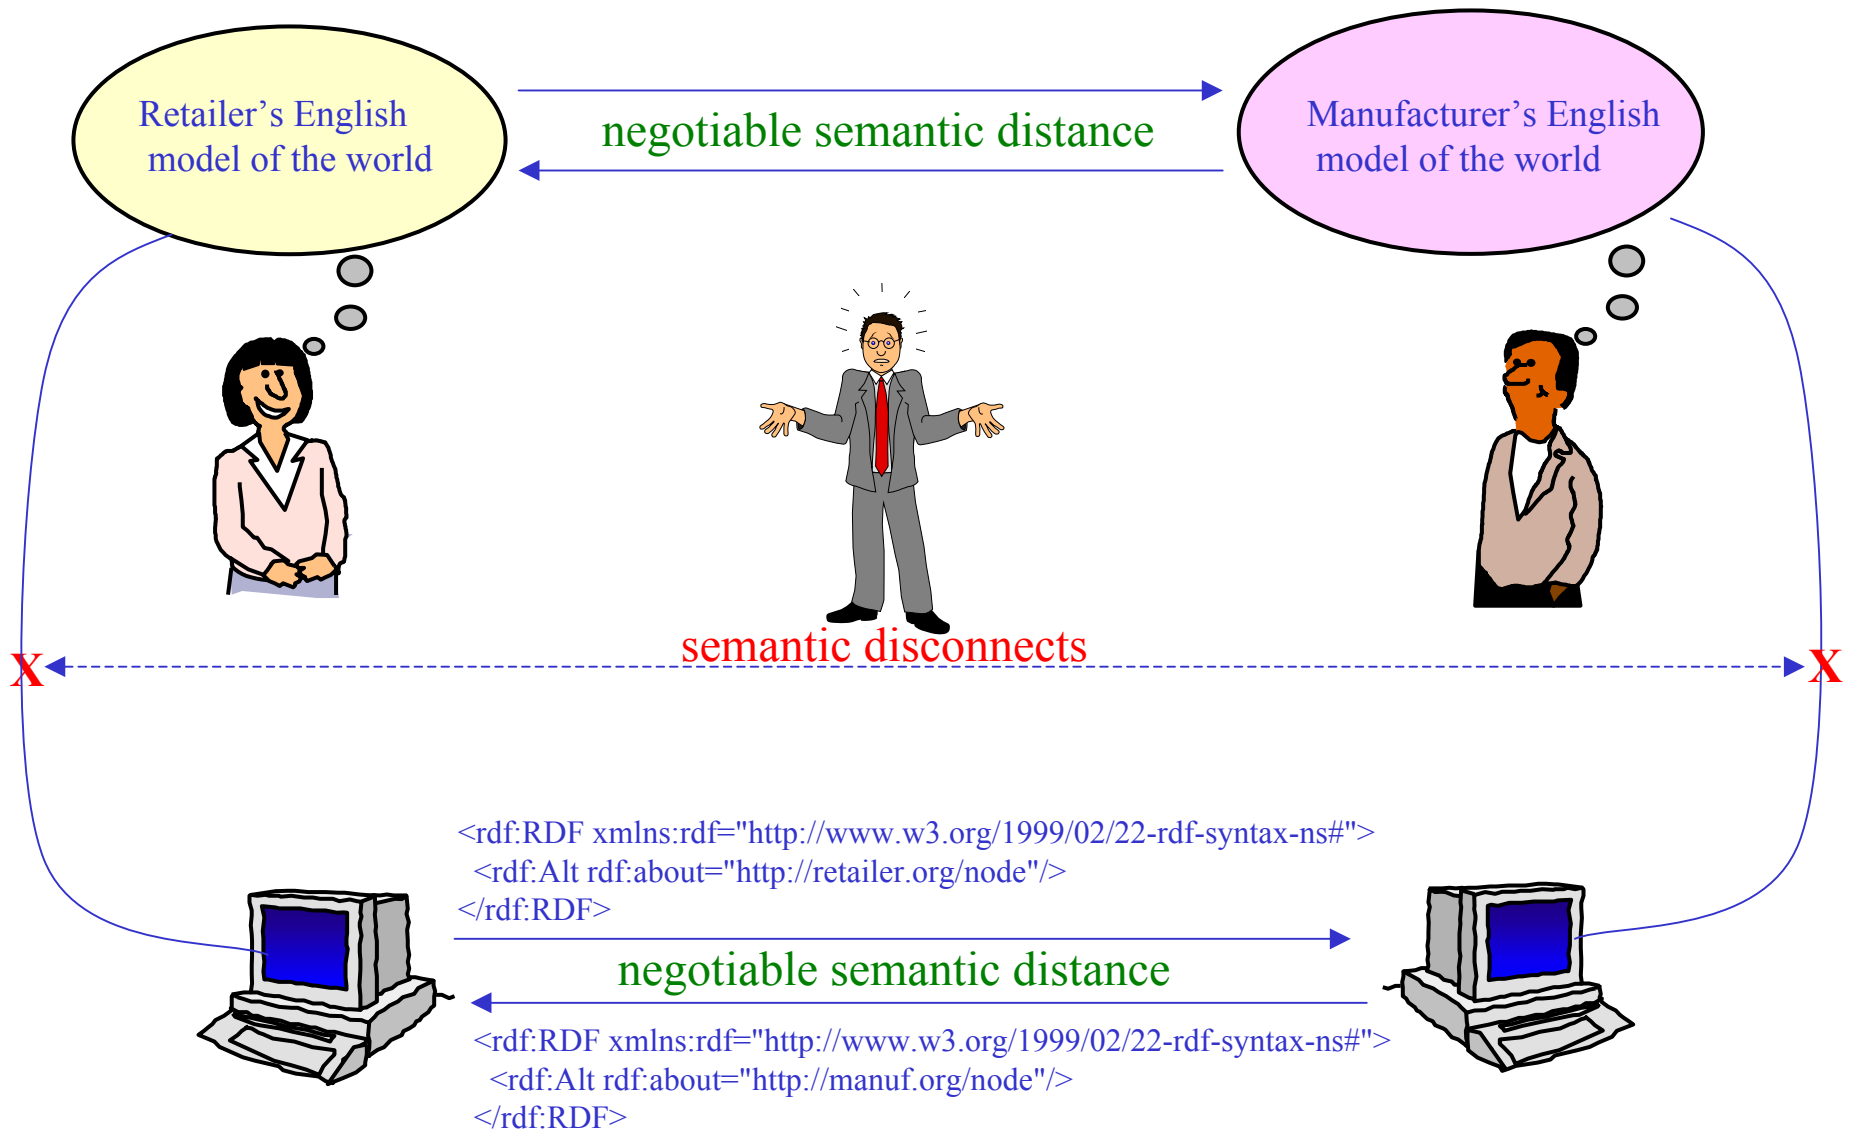 Retailer’s English
model of the world
negotiable semantic distance
Manufacturer’s English
model of the world
semantic disconnects
X
X
<rdf:RDF xmlns:rdf="http://www.w3.org/1999/02/22-rdf-syntax-ns#">
<rdf:Alt rdf:about="http://retailer.org/node"/>
</rdf:RDF>
negotiable semantic distance
<rdf:RDF xmlns:rdf="http://www.w3.org/1999/02/22-rdf-syntax-ns#">
<rdf:Alt rdf:about="http://manuf.org/node"/>
</rdf:RDF>